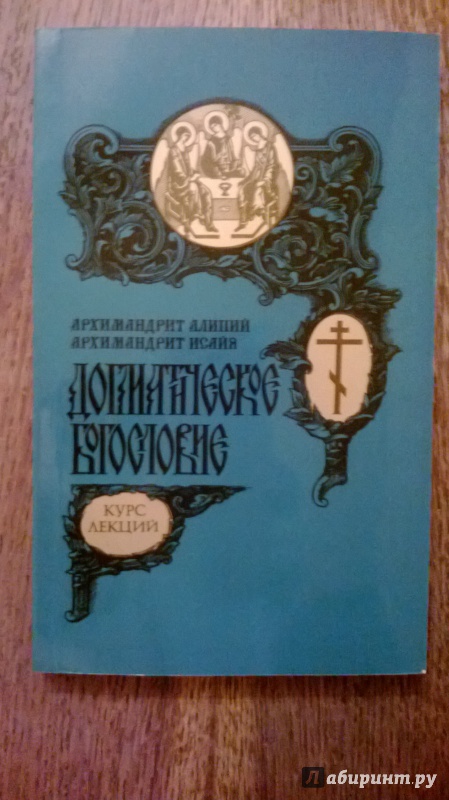 АРХИМАНДРИТ АЛИПИЙ
АРХИМАНДРИТ ИСАЙЯ
ДОГМАТИЧЕСКОЕ
БОГОСЛОВИЕ
КУРС
ЛЕКЦИЙ
Лабиринт.ру